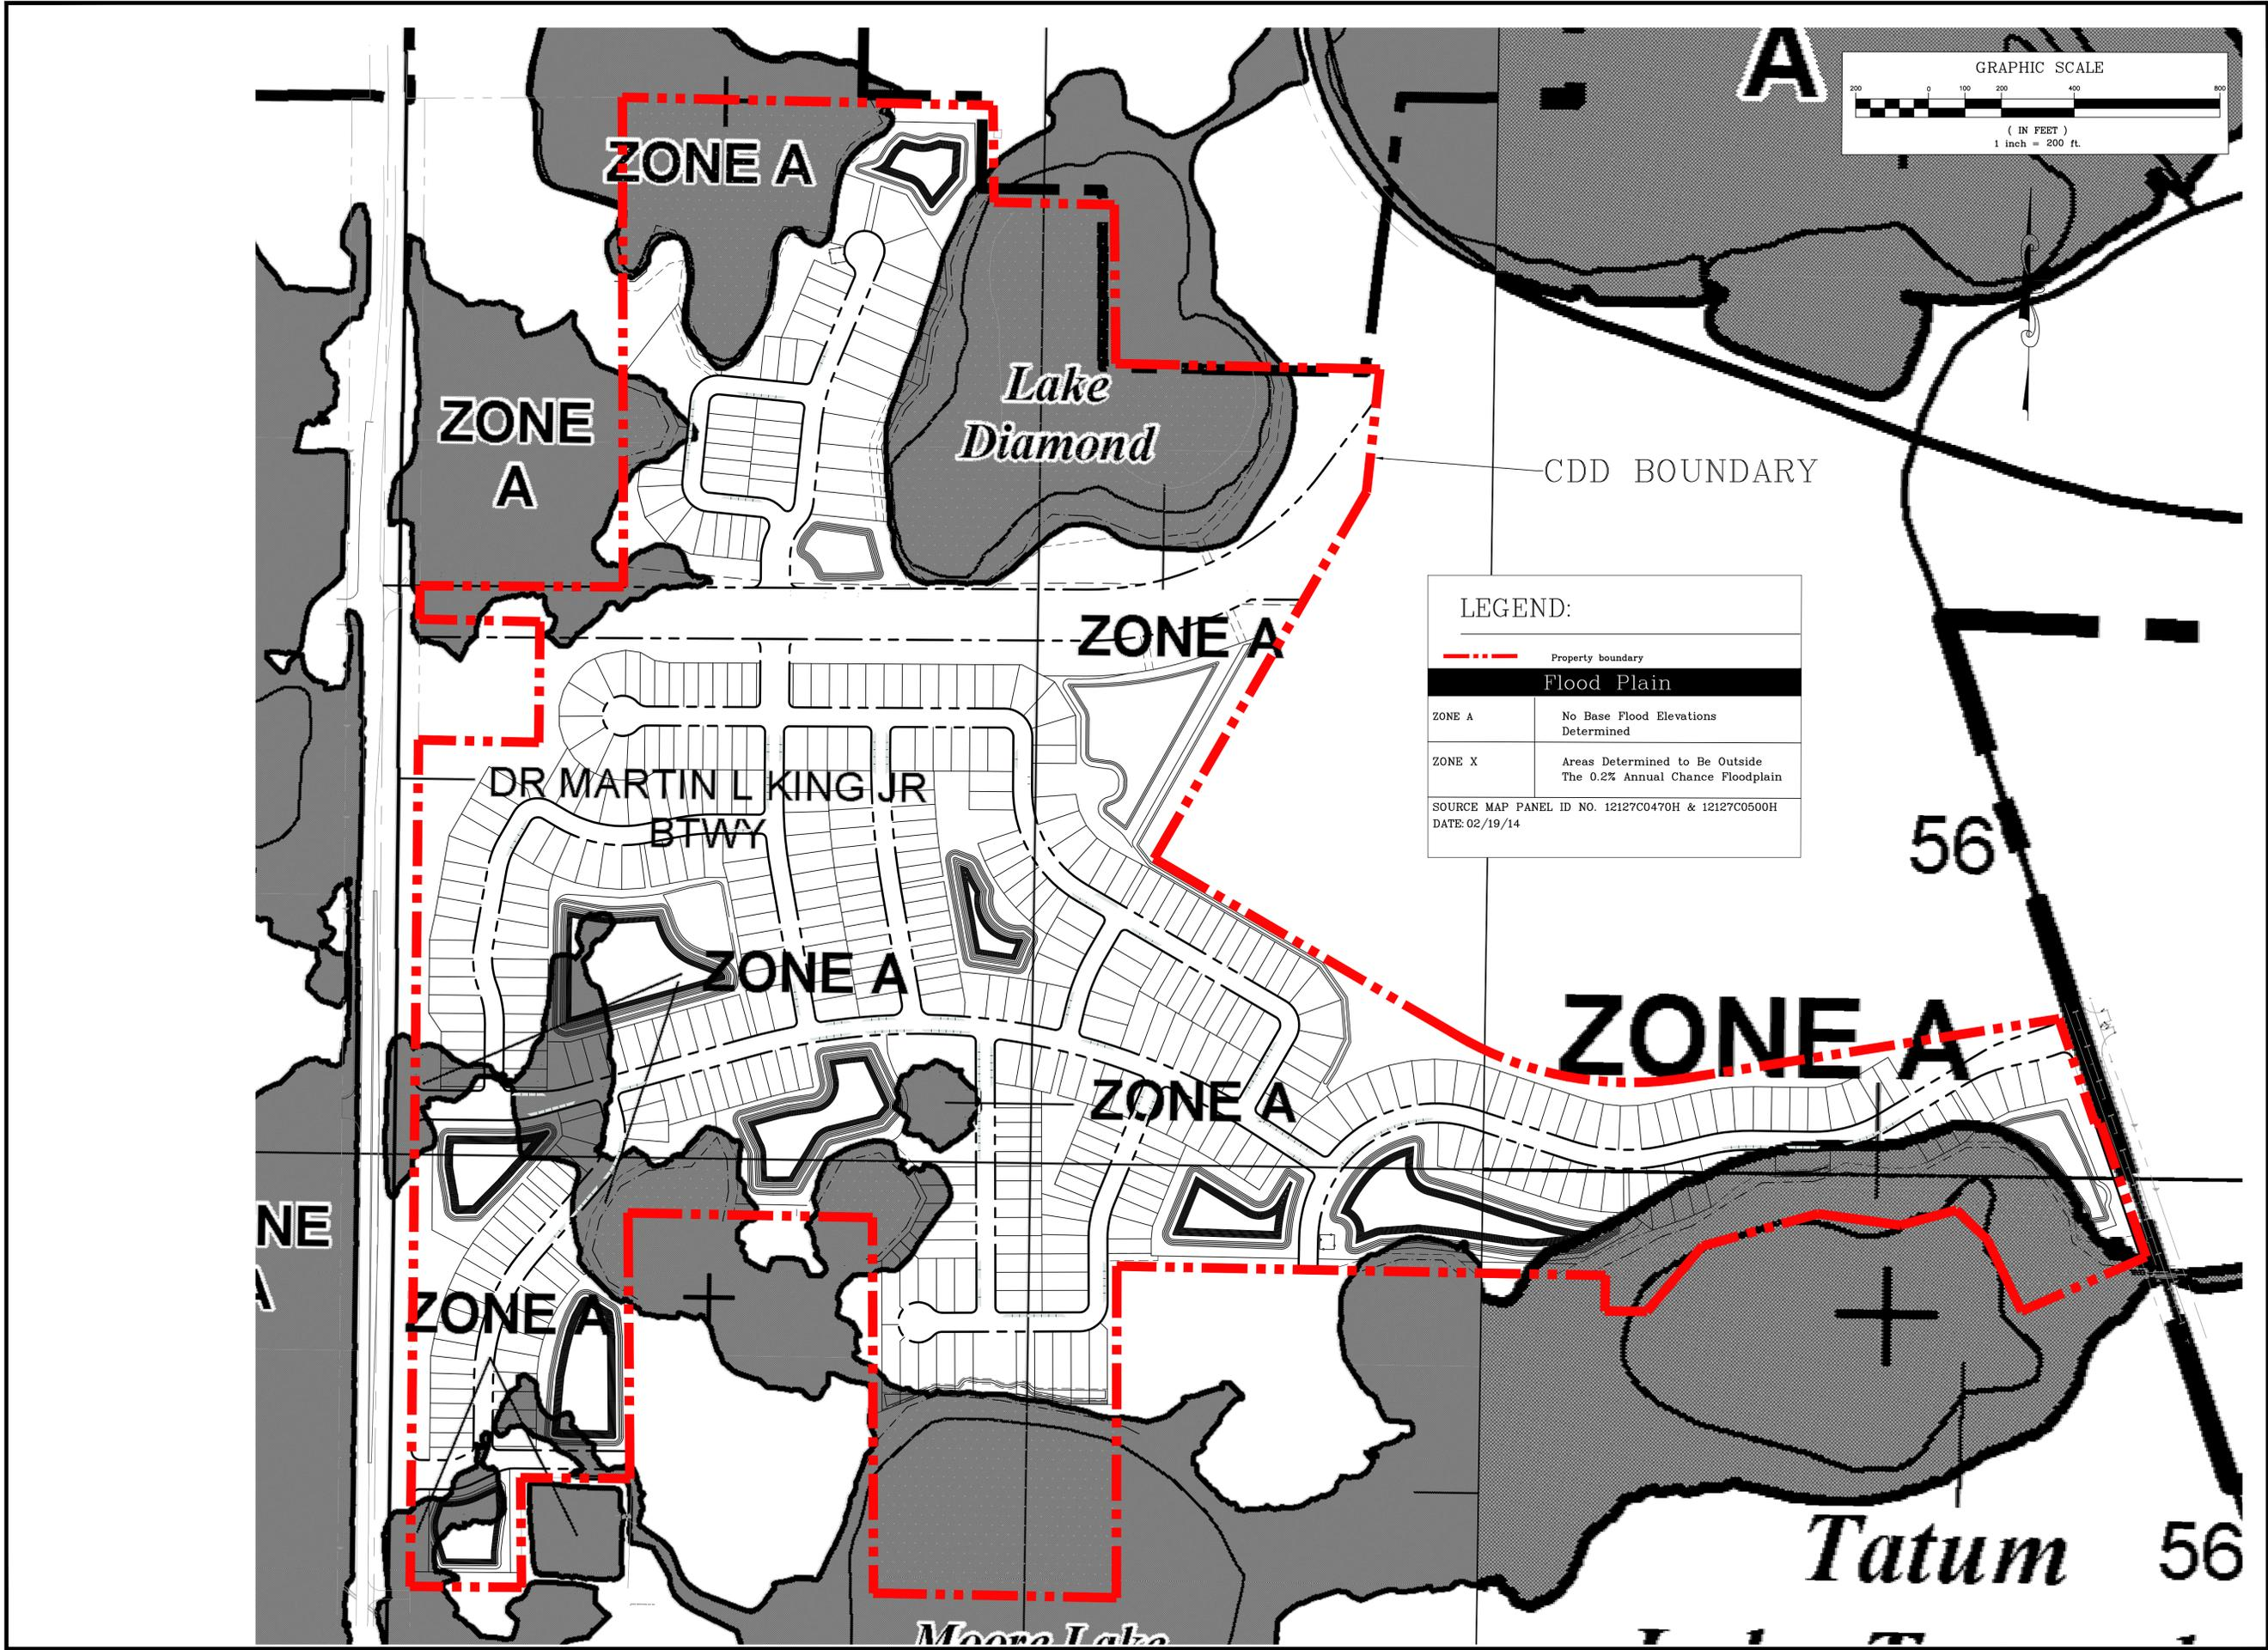 A
GRAPHIC SCALE
200 0 100 200 400 800
( IN FEET )
1 inch = 200 ft.
ZONE A
Lake
Diamond
ZONE
A
CDD BOUNDARY
ZONE A
LEGEND:
Property boundary
Flood Plain
ZONE A No Base Flood Elevations
Determined
ZONE X Areas Determined to Be Outside
The 0.2% Annual Chance Floodplain
SOURCE MAP PANEL ID NO. 12127C0470H & 12127C0500H
DATE: 02/19/14
DR MARTIN L KING JR
BTWY
56
ZONE A
ZONE A
ZONE A
NE
A
ZONE A
Tatum
56
Moore Lake